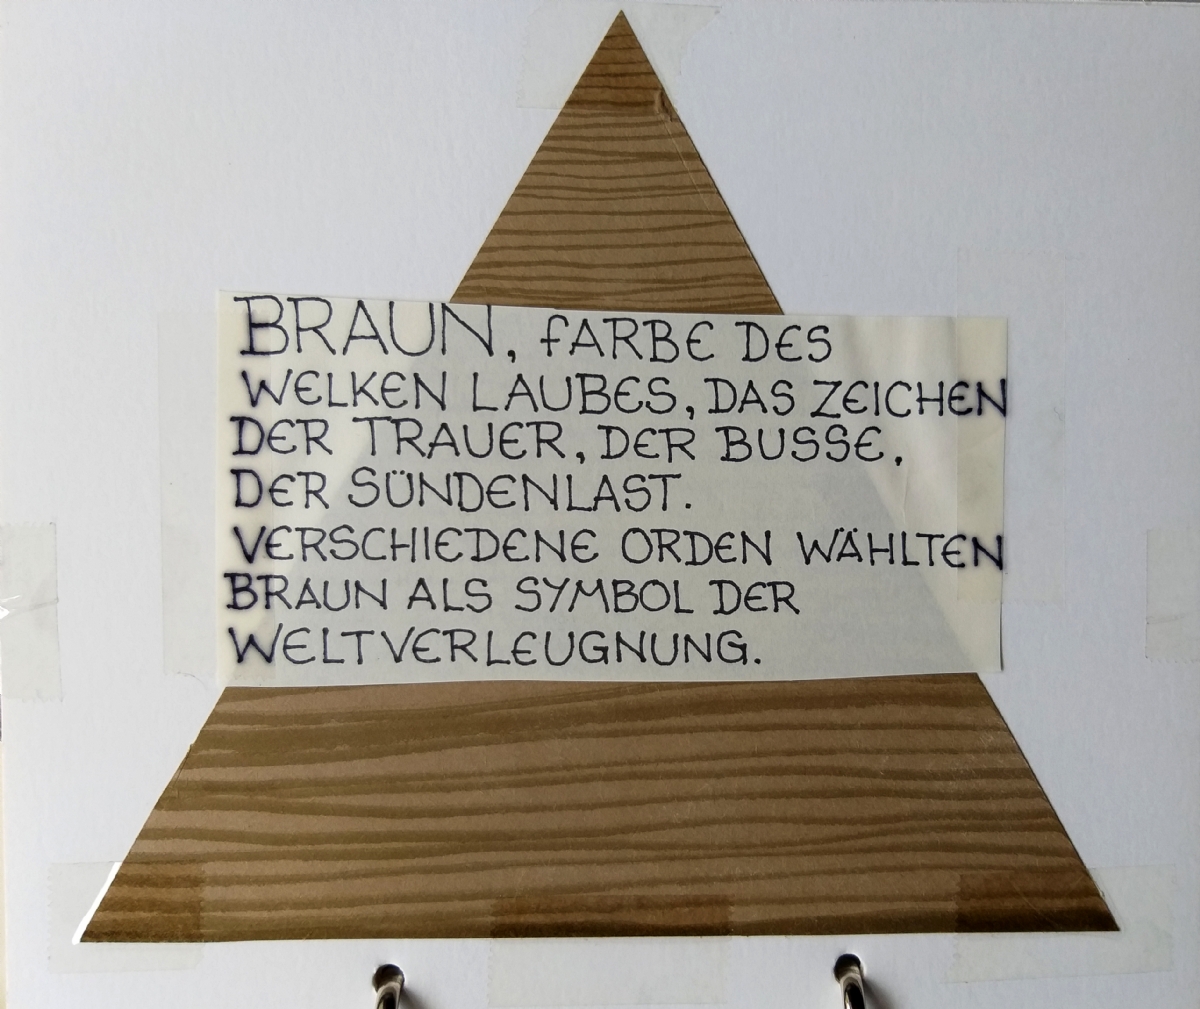 BRAUN, FARBE DES
WELKEN LAUBES, DAS ZEICHEN
DER TRAUER, DER BUSSE,
DER SÜNDENLAST.
VERSCHIEDENE ORDEN WÄHLTEN
BRAUN ALS SYMBOL DER
WELTVERLEUGNUNG.